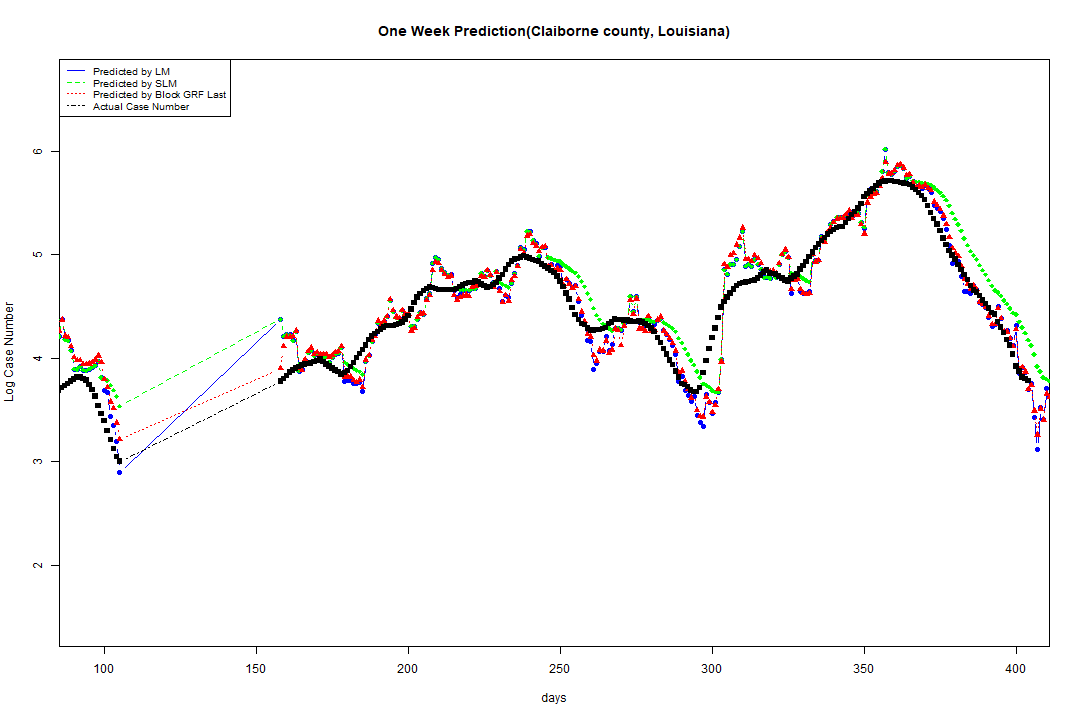 One Week Prediction(Claiborne county, Louisiana)
Predicted by LM
Predicted by SLM
Predicted by Block GRF Last
Actual Case Number
6
5
4
3
2
Log Case Number
100 150 200 250 300 350 400
days